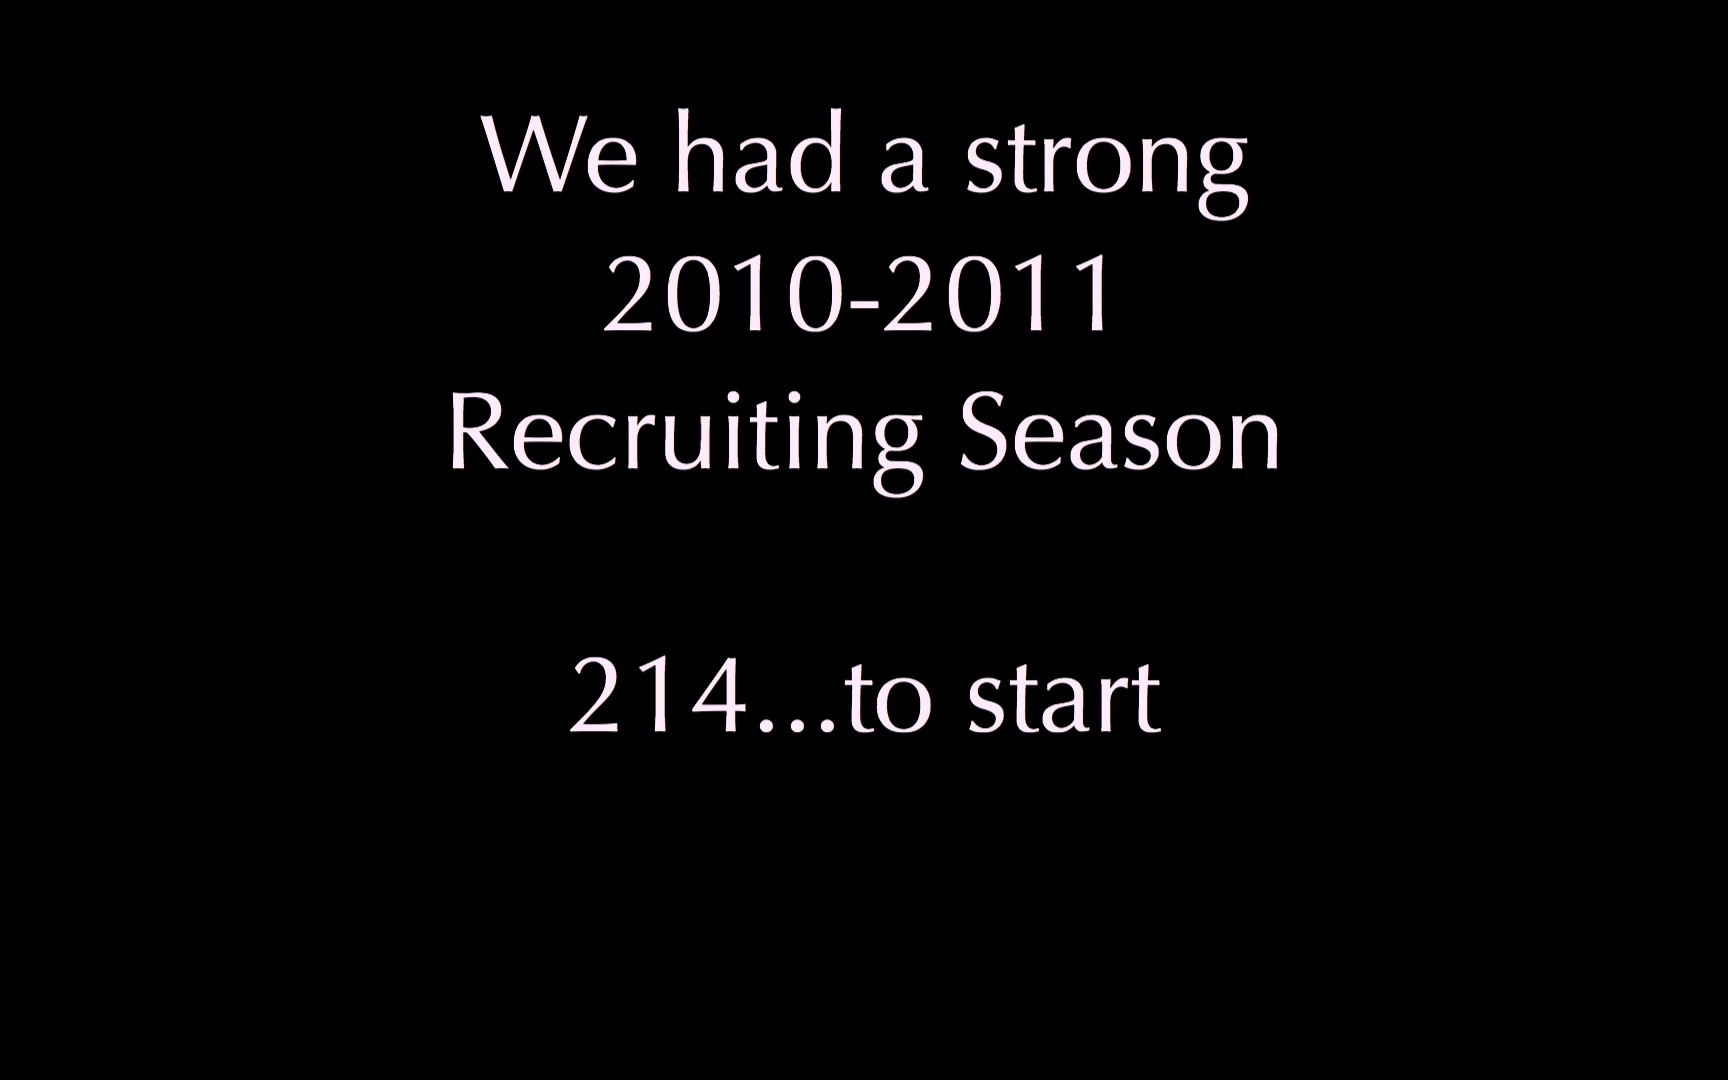 We had a strong
2010-2011
Recruiting Season
214...to start